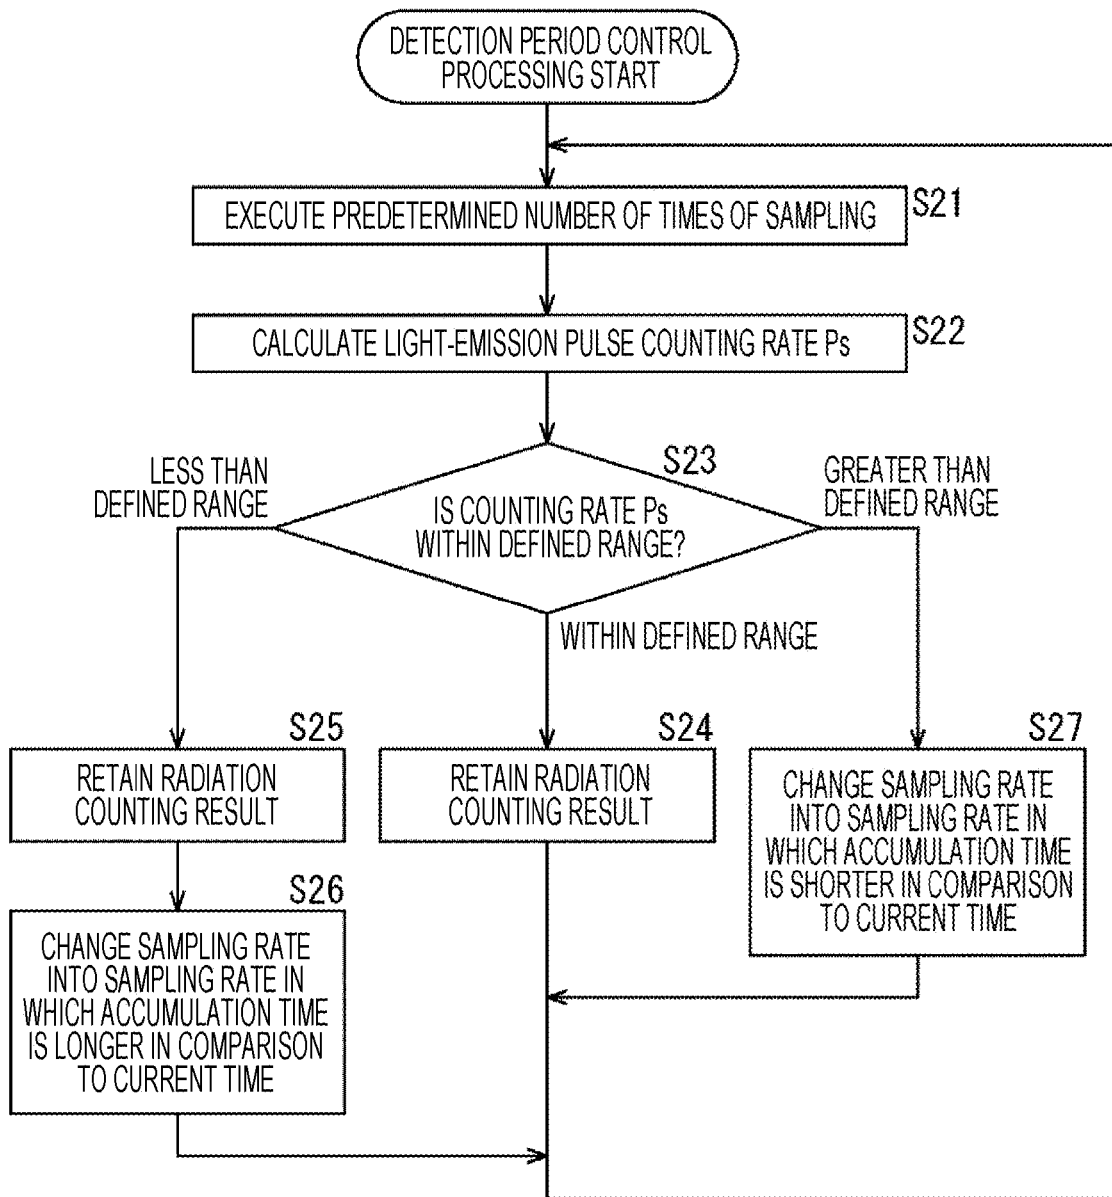 DETECTION PERIOD CONTROL
PROCESSING START
EXECUTE PREDETERMINED NUMBER OF TIMES OF SAMPLING
S21
CALCULATE LIGHT-EMISSION PULSE COUNTING RATE Ps
S22
S23
IS COUNTING RATE Ps
WITHIN DEFINED RANGE?
LESS THAN
DEFINED RANGE
GREATER THAN
DEFINED RANGE
WITHIN DEFINED RANGE
S25
RETAIN RADIATION
COUNTING RESULT
S24
RETAIN RADIATION
COUNTING RESULT
S27
CHANGE SAMPLING RATE
INTO SAMPLING RATE IN
WHICH ACCUMULATION TIME
IS SHORTER IN COMPARISON
TO CURRENT TIME
S26
CHANGE SAMPLING RATE
INTO SAMPLING RATE IN
WHICH ACCUMULATION TIME
IS LONGER IN COMPARISON
TO CURRENT TIME